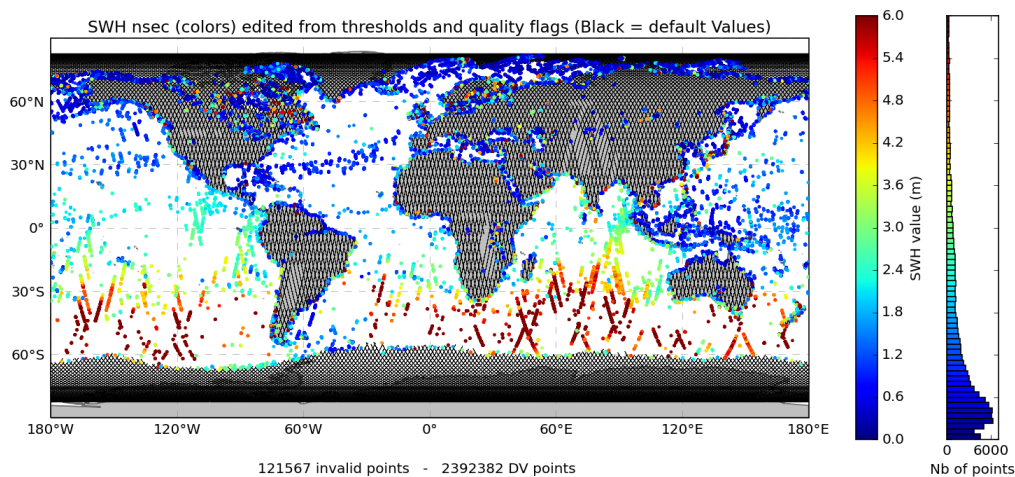 SWH nsec (colors) edited from thresholds and quality flags (Black = default Values)
60°N
30°N
0°
30°S
60°S
180°W
120°W
60°W
0°
60°E
120°E
180°E
6.0
5.4
4.8
4.2
3.6
3.0
2.4
1.8
1.2
0.6
0.0
SWH value (m)
0
6000
Nb of points
121567 invalid points - 2392382 DV points